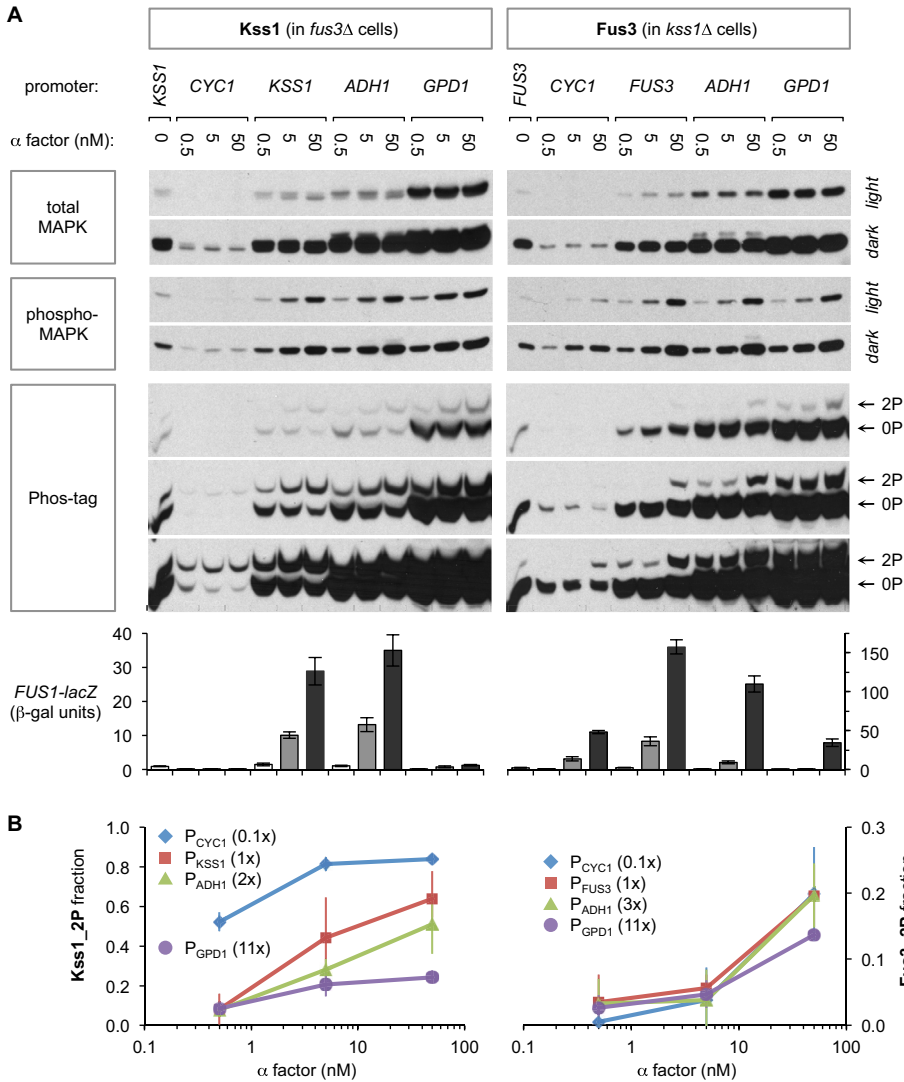 A
Kss1 (in fus3Δ cells)
Fus3 (in kss1Δ cells)
promoter:
KSS1 CYC1 KSS1 ADH1 GPD1
FUS3 CYC1 FUS3 ADH1 GPD1
α factor (nM):
0 0.5 5 50 0.5 5 50 0.5 5 50 0.5 5 50
0 0.5 5 50 0.5 5 50 0.5 5 50 0.5 5 50
total
MAPK
light
dark
phospho-
MAPK
light
dark
Phos-tag
← 2P
← 0P
← 2P
← 0P
← 2P
← 0P
FUS1-lacZ
(β-gal units)
40
30
20
10
0
150
100
50
0
B
Kss1_2P fraction
1.0
0.8
0.6
0.4
0.2
0.0
PCYC1 (0.1x)
PKSS1 (1x)
PADH1 (2x)
PGPD1 (11x)
0.1 1 10 100
α factor (nM)
PCYC1 (0.1x)
PFUS3 (1x)
PADH1 (3x)
PGPD1 (11x)
0.3
0.2
0.1
0.0
0.1 1 10 100
α factor (nM)
Fus3_2P fraction